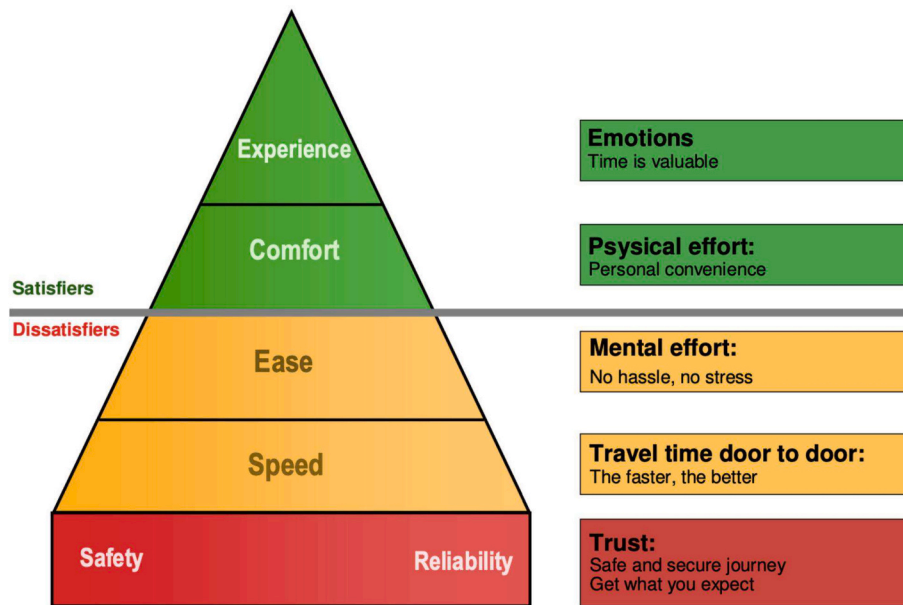 Experience
Emotions
Time is valuable
Comfort
Psysical effort:
Personal convenience
Satisfiers
Dissatisfiers
Ease
Mental effort:
No hassle, no stress
Speed
Travel time door to door:
The faster, the better
Safety
Reliability
Trust:
Safe and secure journey
Get what you expect